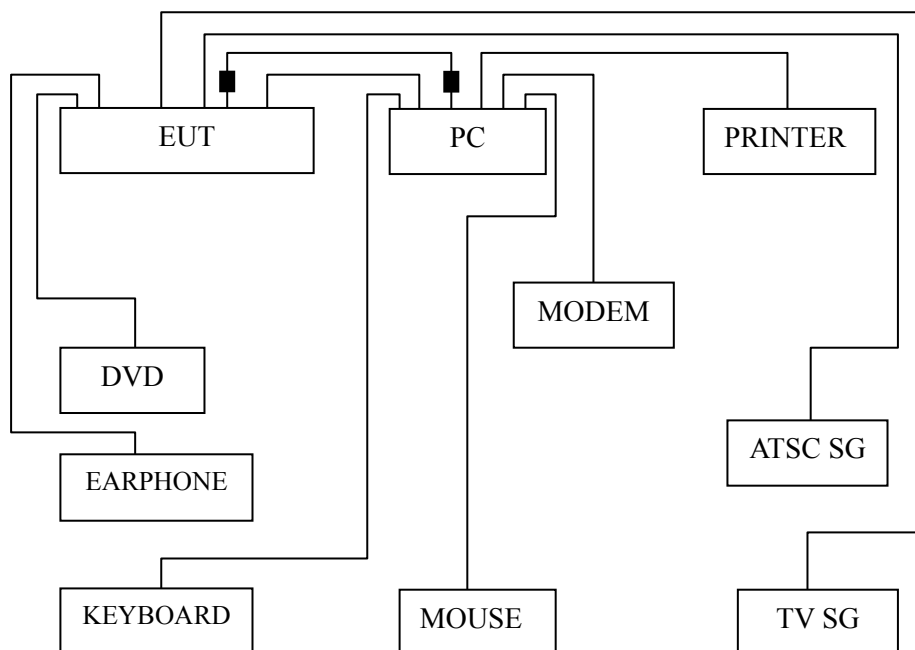 EUT
PC
PRINTER
MODEM
DVD
ATSC SG
EARPHONE
KEYBOARD
MOUSE
TV SG